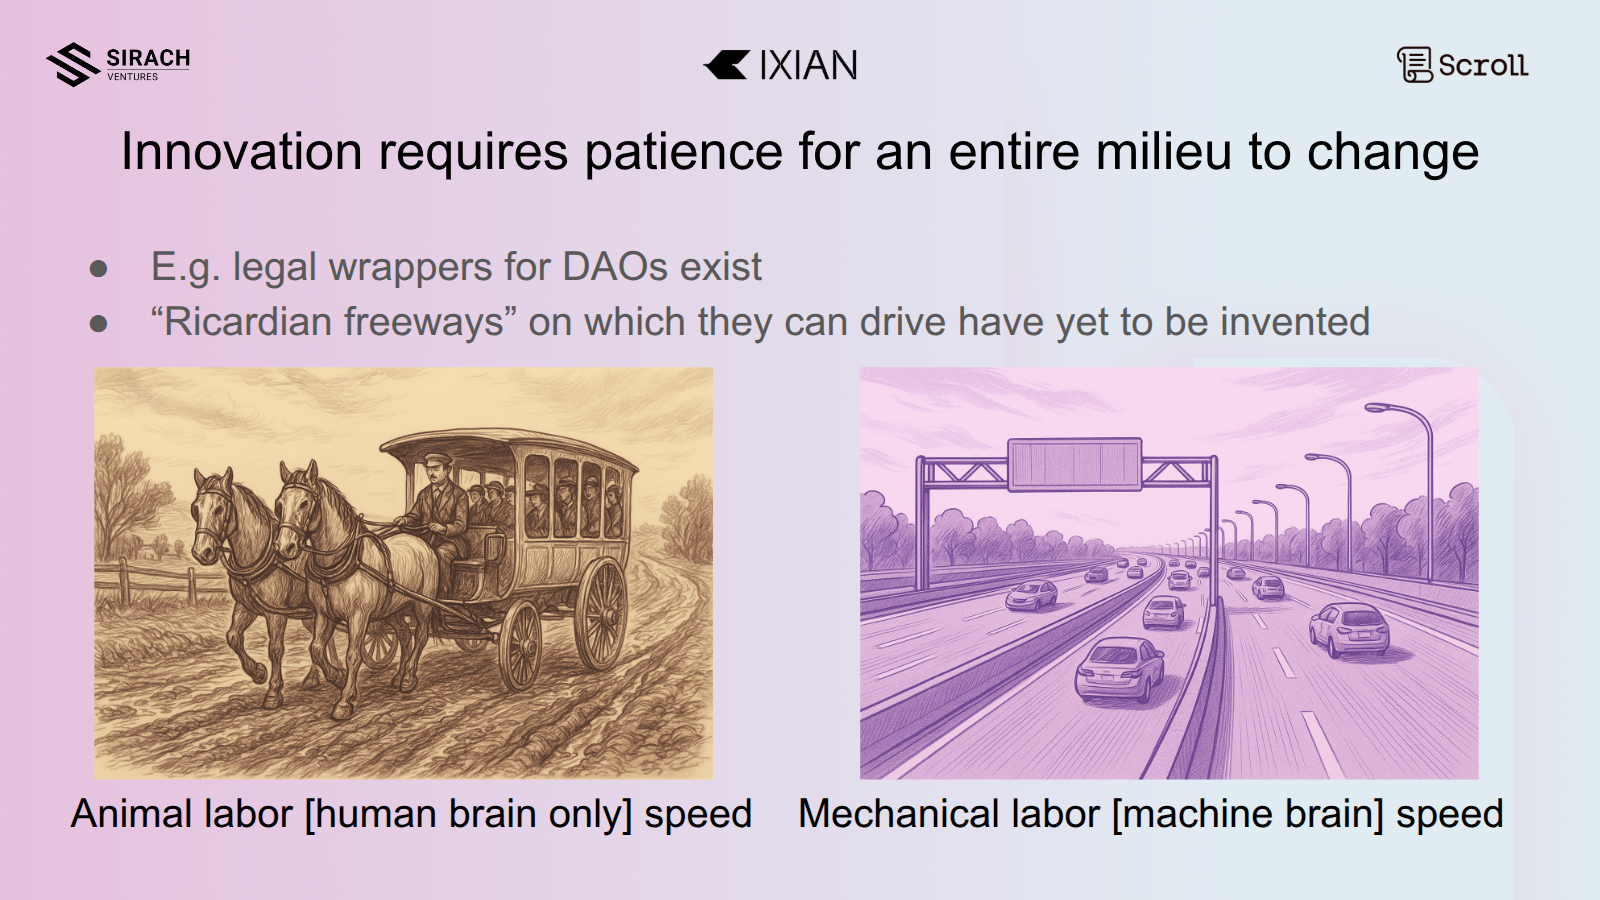 SIRACH
VENTURES
IXIAN
Scroll
Innovation requires patience for an entire milieu to change
● E.g. legal wrappers for DAOs exist
● “Ricardian freeways” on which they can drive have yet to be invented
Animal labor [human brain only] speed
Mechanical labor [machine brain] speed